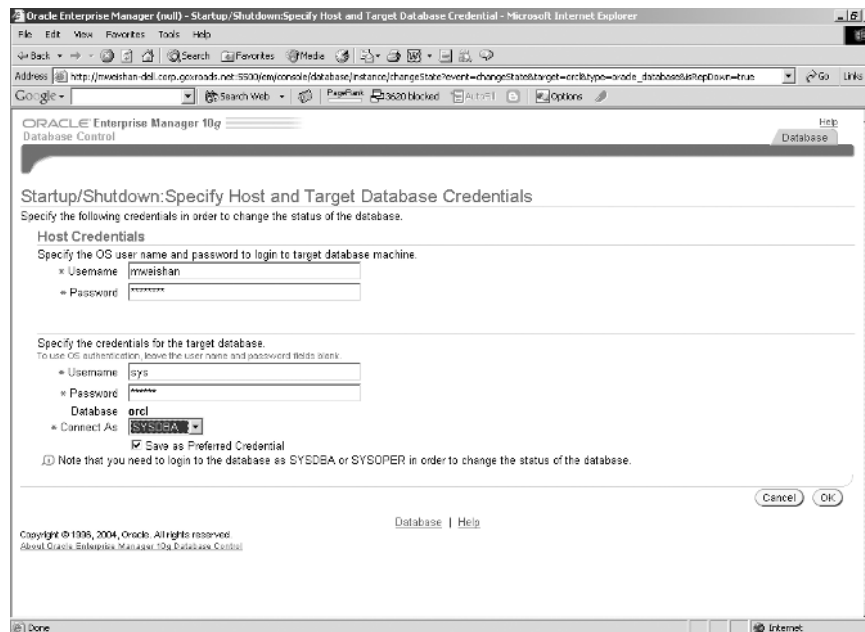 Oracle Enterprise Manager (null) - Startup/Shutdown:Specify Host and Target Database Credential - Microsoft Internet Explorer
File Edit View Favorites Tools Help
Back Search Favorites Media
Address http://mweishan-dell.corp.goxroads.net:5500/em/console/database/instance/changeState?event=changeState&target=orcl&type=oracle_database&isRepDown=true Go Links
Google Search Web PageRank 3620 blocked AutoFill Options
ORACLE Enterprise Manager 10g
Database Control
Help
Database
Startup/Shutdown:Specify Host and Target Database Credentials
Specify the following credentials in order to change the status of the database.
Host Credentials
Specify the OS user name and password to login to target database machine.
* Username mweishan
* Password ********
Specify the credentials for the target database.
To use OS authentication, leave the user name and password fields blank.
* Username sys
* Password ******
Database orcl
* Connect As SYSDBA
Save as Preferred Credential
Note that you need to login to the database as SYSDBA or SYSOPER in order to change the status of the database.
Cancel OK
Database | Help
Copyright © 1996, 2004, Oracle. All rights reserved.
About Oracle Enterprise Manager 10g Database Control
Done Internet